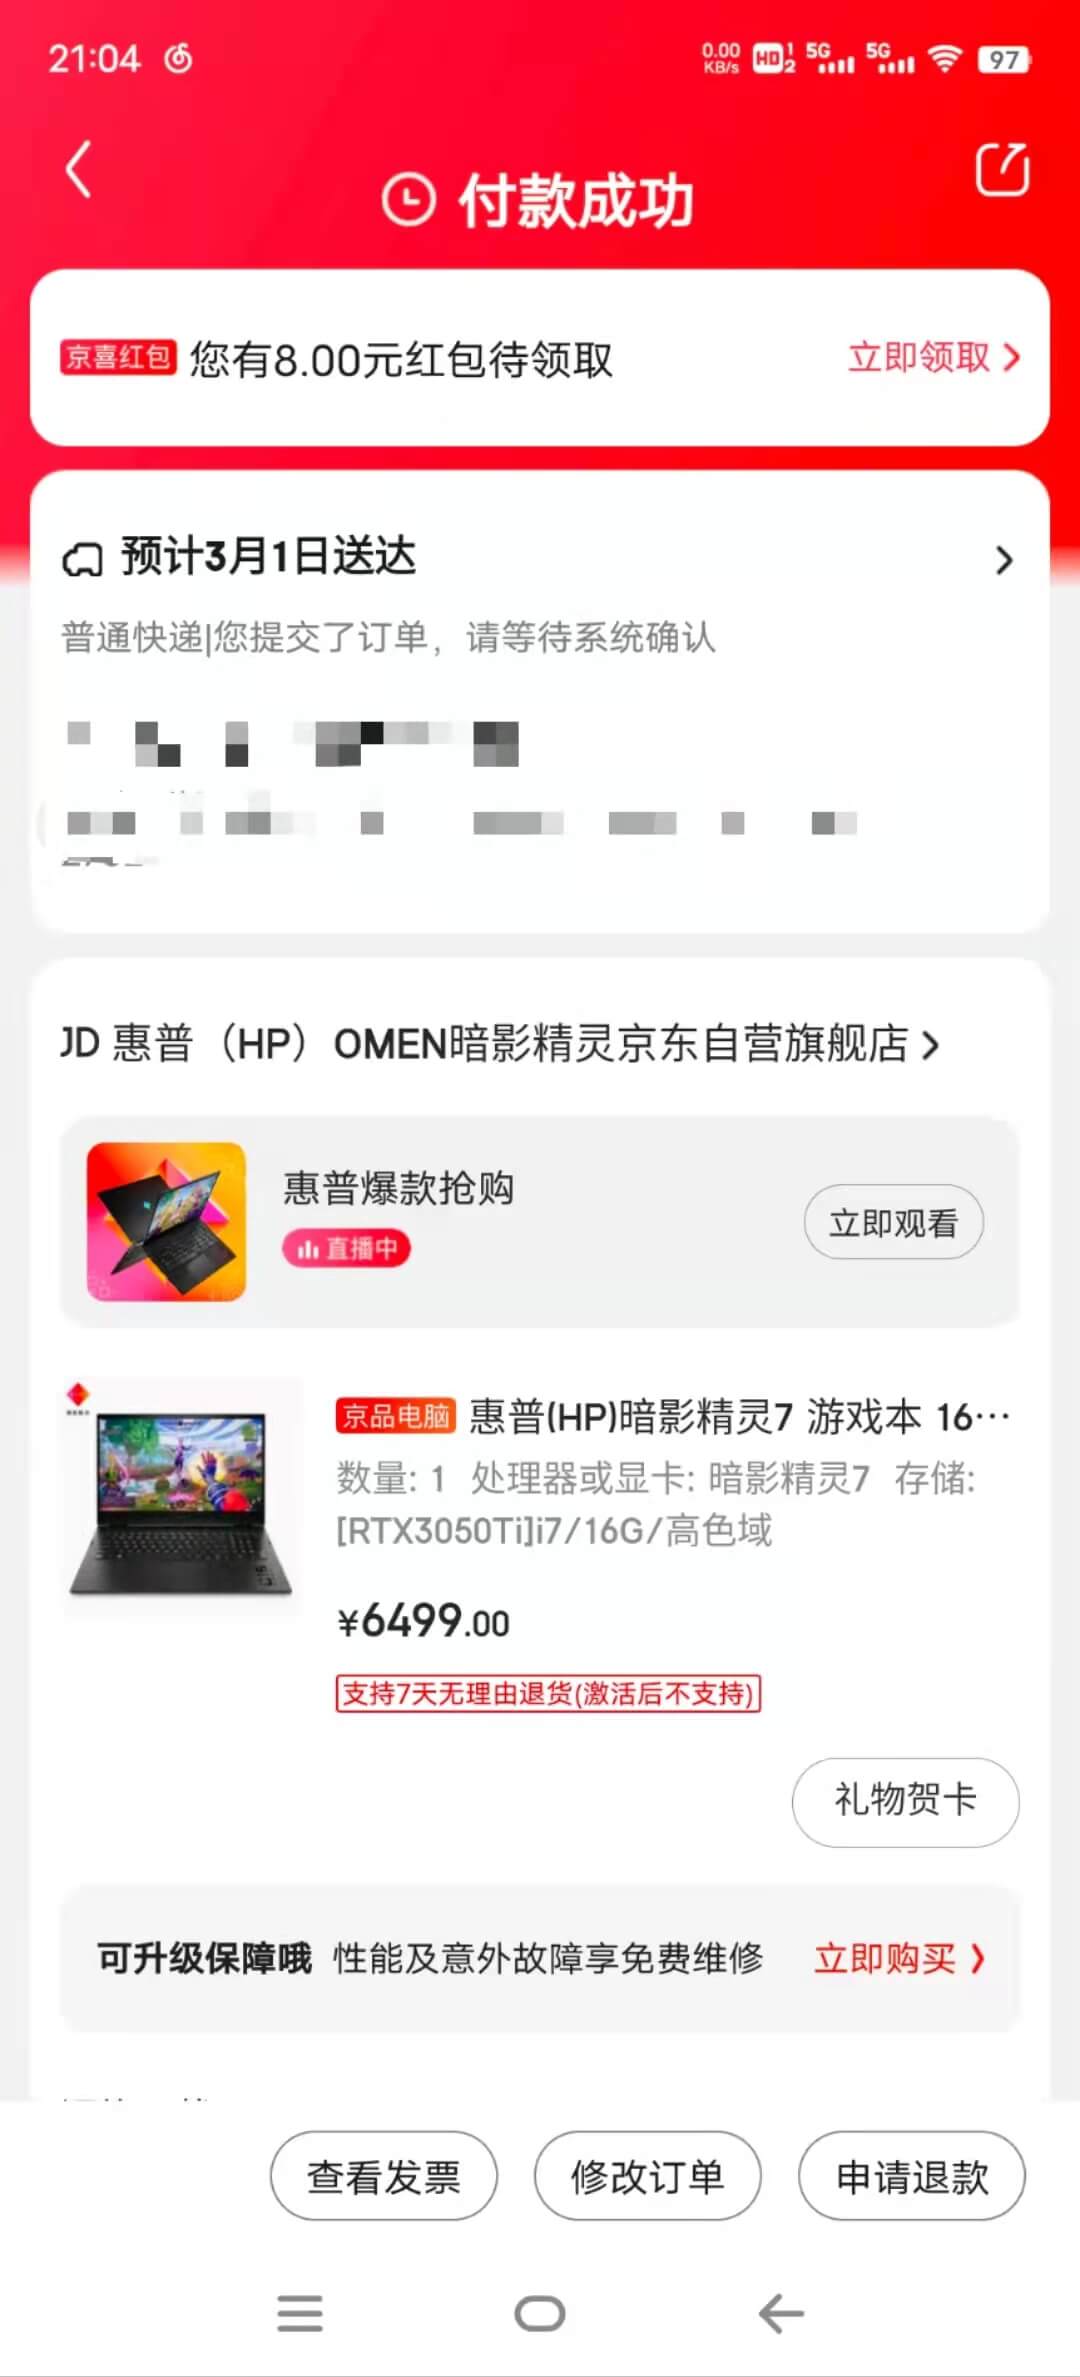 21:04
0.00 KB/s HD 1 2 5G 5G 97
付款成功
京喜红包 您有8.00元红包待领取 立即领取
预计3月1日送达
普通快递|您提交了订单，请等待系统确认
JD 惠普（HP）OMEN暗影精灵京东自营旗舰店
惠普爆款抢购
直播中
立即观看
京品电脑 惠普(HP)暗影精灵7 游戏本 16…
数量: 1 处理器或显卡: 暗影精灵7 存储:
[RTX3050Ti]i7/16G/高色域
¥6499.00
支持7天无理由退货(激活后不支持)
礼物贺卡
可升级保障哦 性能及意外故障享免费维修 立即购买
查看发票 修改订单 申请退款